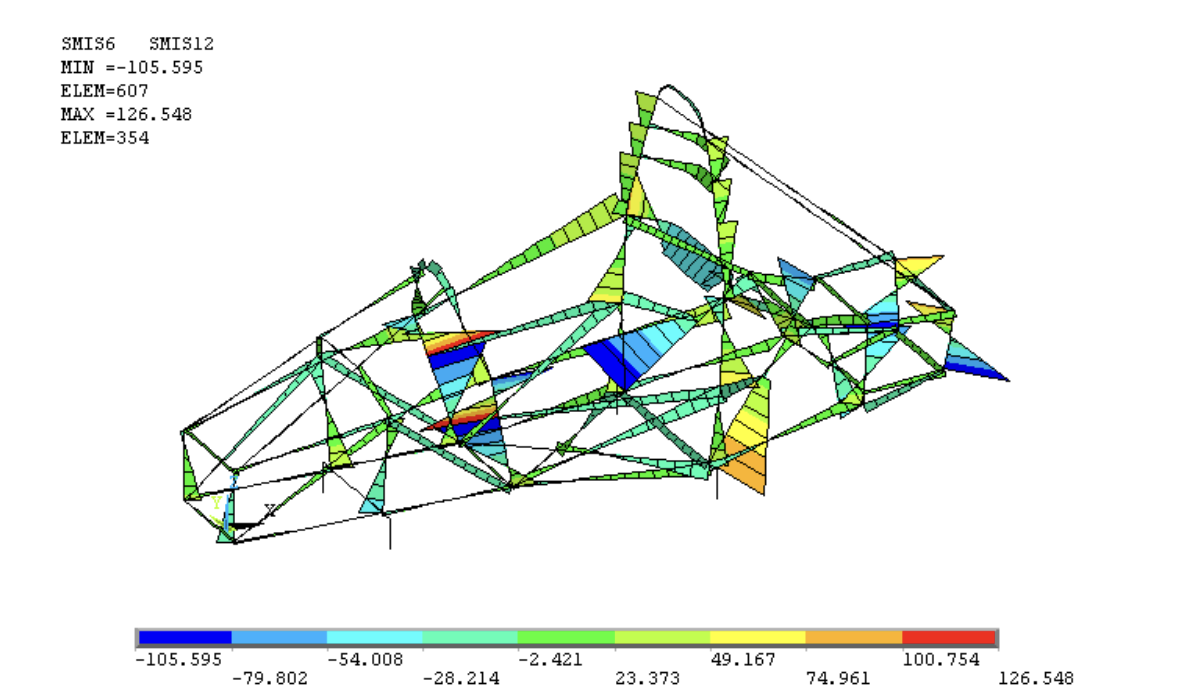 SMIS6 SMIS12
MIN =-105.595
ELEM=607
MAX =126.548
ELEM=354
Z
Y
X
-105.595 -54.008 -2.421 49.167 100.754
-79.802 -28.214 23.373 74.961 126.548